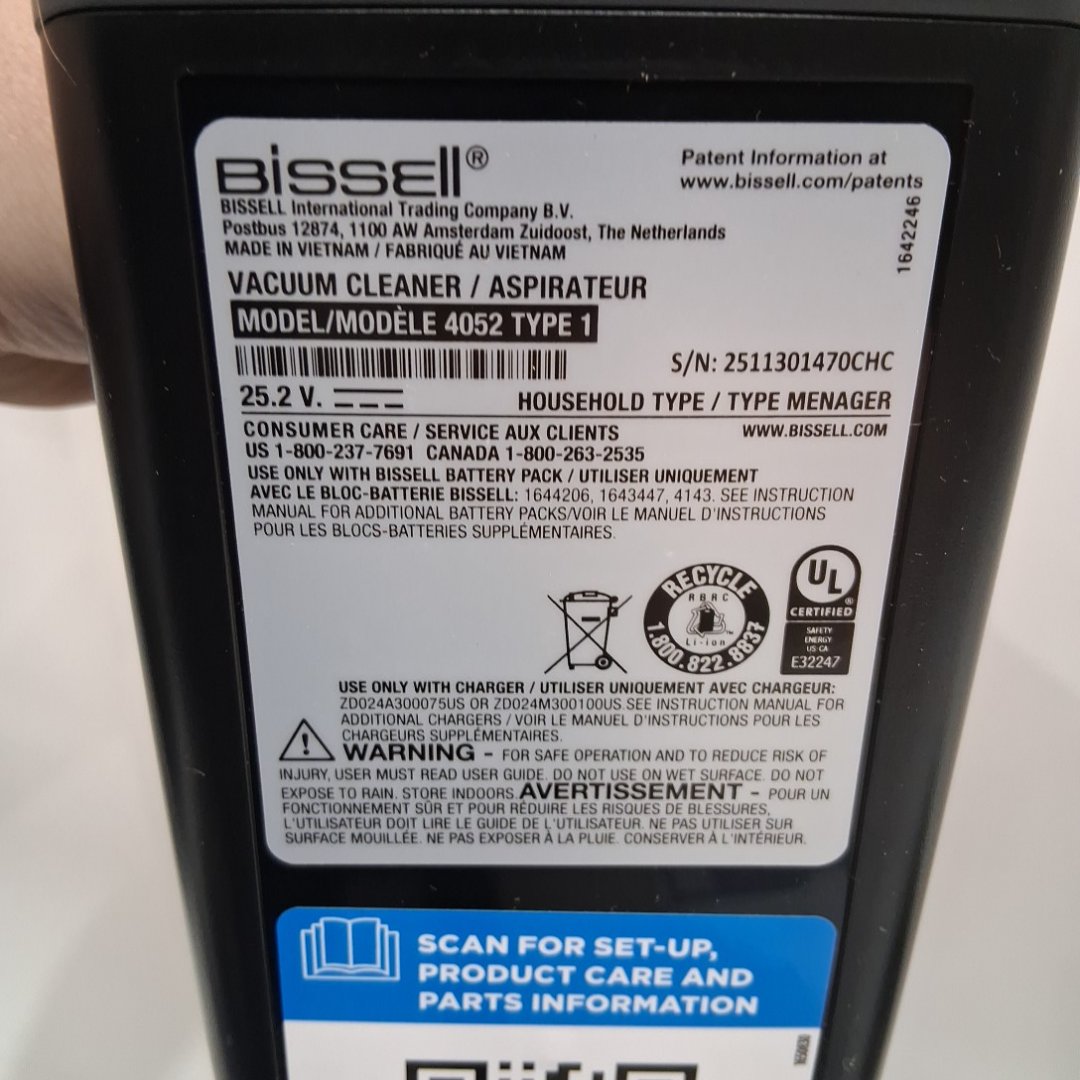 BISSELL®
Patent Information at
www.bissell.com/patents
1642246
BISSELL International Trading Company B.V.
Postbus 12874, 1100 AW Amsterdam Zuidoost, The Netherlands
MADE IN VIETNAM / FABRIQUÉ AU VIETNAM
VACUUM CLEANER / ASPIRATEUR
MODEL/MODÈLE 4052 TYPE 1
S/N: 2511301470CHC
25.2 V.
HOUSEHOLD TYPE / TYPE MENAGER
CONSUMER CARE / SERVICE AUX CLIENTS
WWW.BISSELL.COM
US 1-800-237-7691 CANADA 1-800-263-2535
USE ONLY WITH BISSELL BATTERY PACK / UTILISER UNIQUEMENT
AVEC LE BLOC-BATTERIE BISSELL: 1644206, 1643447, 4143. SEE INSTRUCTION
MANUAL FOR ADDITIONAL BATTERY PACKS/VOIR LE MANUEL D'INSTRUCTIONS
POUR LES BLOCS-BATTERIES SUPPLÉMENTAIRES.
RECYCLE
RBRC
Li-ion
1.800.822.8837
UL
CERTIFIED
SAFETY
ENERGY
US-CA
E32247
USE ONLY WITH CHARGER / UTILISER UNIQUEMENT AVEC CHARGEUR:
ZD024A300075US OR ZD024M300100US SEE INSTRUCTION MANUAL FOR
ADDITIONAL CHARGERS / VOIR LE MANUEL D'INSTRUCTIONS POUR LES
CHARGEURS SUPPLÉMENTAIRES.
WARNING - FOR SAFE OPERATION AND TO REDUCE RISK OF
INJURY, USER MUST READ USER GUIDE. DO NOT USE ON WET SURFACE. DO NOT
EXPOSE TO RAIN. STORE INDOORS. AVERTISSEMENT - POUR UN
FONCTIONNEMENT SÛR ET POUR RÉDUIRE LES RISQUES DE BLESSURES,
L'UTILISATEUR DOIT LIRE LE GUIDE DE L'UTILISATEUR. NE PAS UTILISER SUR
SURFACE MOUILLÉE. NE PAS EXPOSER À LA PLUIE. CONSERVER À L'INTÉRIEUR.
SCAN FOR SET-UP,
PRODUCT CARE AND
PARTS INFORMATION